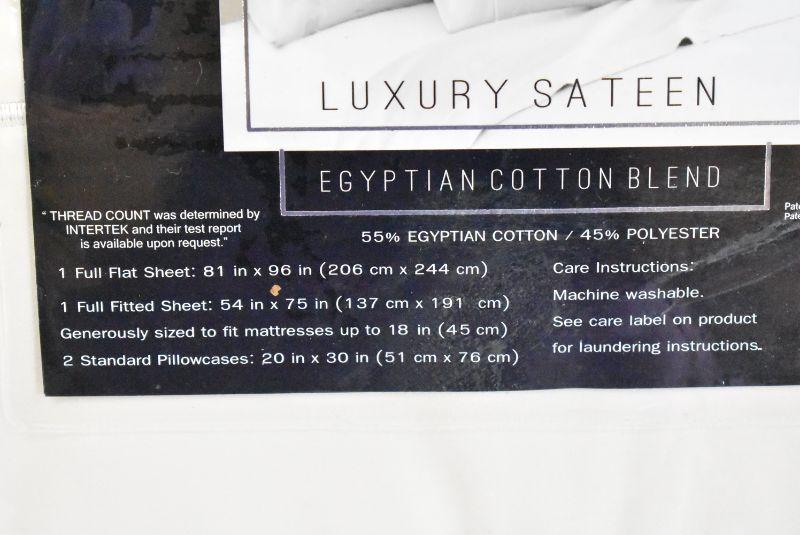 LUXURY SATEEN
EGYPTIAN COTTON BLEND
" THREAD COUNT was determined by
INTERTEK and their test report
is available upon request."
55% EGYPTIAN COTTON / 45% POLYESTER
1 Full Flat Sheet: 81 in x 96 in (206 cm x 244 cm)
1 Full Fitted Sheet: 54 in x 75 in (137 cm x 191 cm)
Generously sized to fit mattresses up to 18 in (45 cm)
2 Standard Pillowcases: 20 in x 30 in (51 cm x 76 cm)
Care Instructions:
Machine washable.
See care label on product
for laundering instructions.